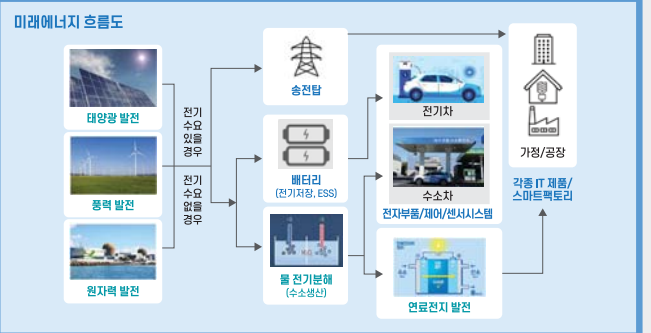 미래에너지 흐름도
태양광 발전
풍력 발전
원자력 발전
전기
수요
있을
경우
전기
수요
없을
경우
송전탑
배터리
(전기저장, ESS)
물 전기분해
(수소생산)
전기차
수소차
전자부품/제어/센서시스템
연료전지 발전
가정/공장
각종 IT 제품/
스마트팩토리